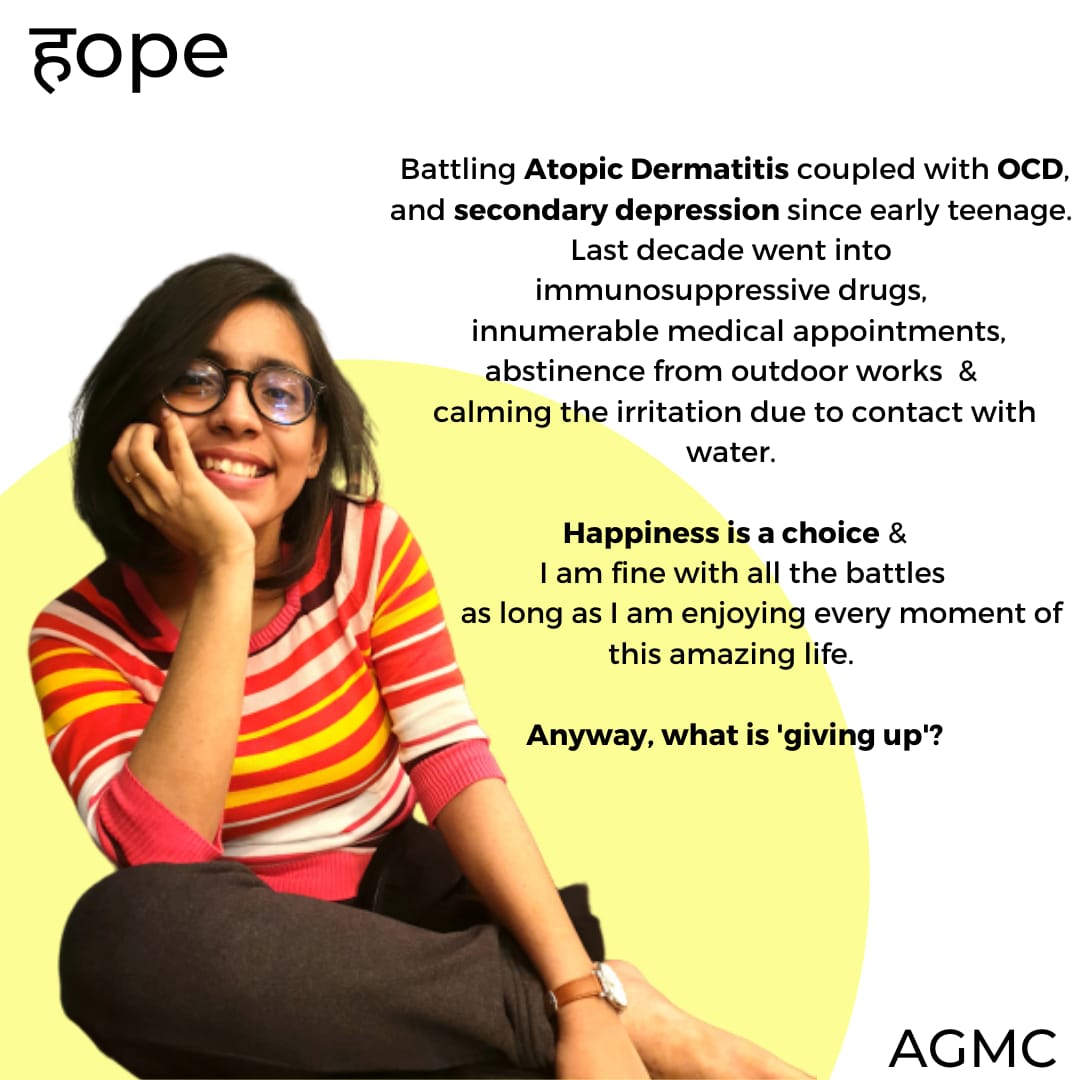 हope
Battling Atopic Dermatitis coupled with OCD,
and secondary depression since early teenage.
Last decade went into
immunosuppressive drugs,
innumerable medical appointments,
abstinence from outdoor works &
calming the irritation due to contact with
water.
Happiness is a choice &
I am fine with all the battles
as long as I am enjoying every moment of
this amazing life.
Anyway, what is 'giving up'?
AGMC